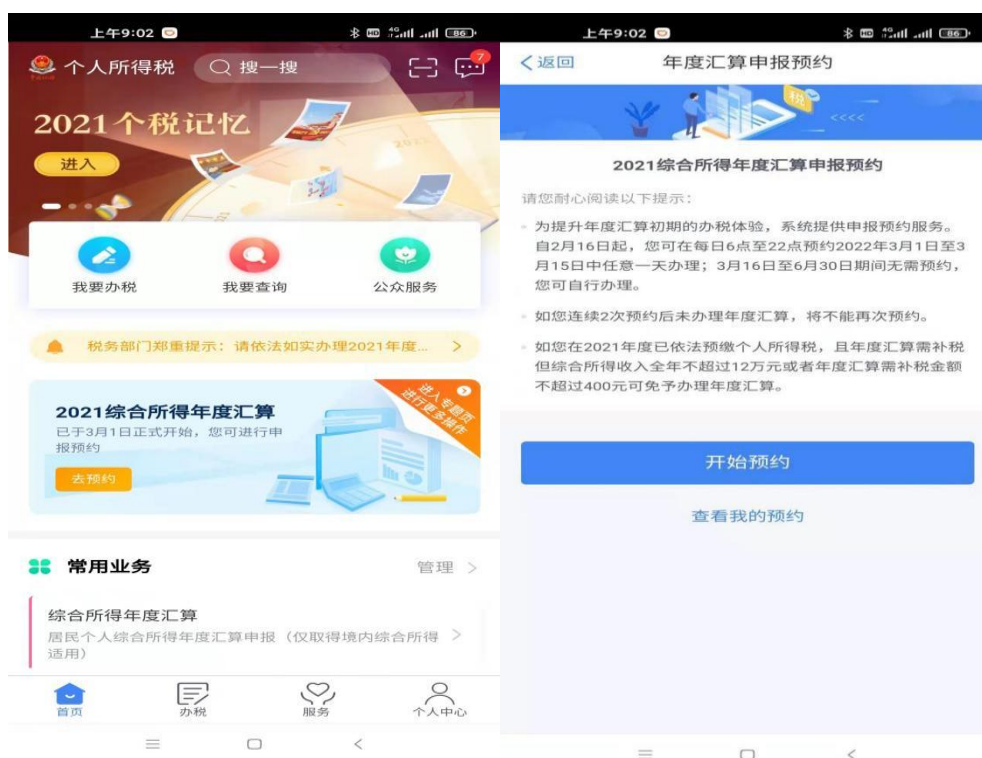 上午9:02
HD 4G 86
个人所得税
搜一搜
7
2021个税记忆
进入
2021
我要办税
我要查询
公众服务
税务部门郑重提示：请依法如实办理2021年度... >
2021综合所得年度汇算
已于3月1日正式开始，您可进行申
报预约
去预约
进入专题页
进行更多操作
常用业务
管理 >
综合所得年度汇算
居民个人综合所得年度汇算申报（仅取得境内综合所得
适用）
首页
办税
服务
个人中心
上午9:02
HD 4G 86
<返回
年度汇算申报预约
税
<<<<
2021综合所得年度汇算申报预约
请您耐心阅读以下提示：
为提升年度汇算初期的办税体验，系统提供申报预约服务。
自2月16日起，您可在每日6点至22点预约2022年3月1日至3
月15日中任意一天办理；3月16日至6月30日期间无需预约，
您可自行办理。
如您连续2次预约后未办理年度汇算，将不能再次预约。
如您在2021年度已依法预缴个人所得税，且年度汇算需补税
但综合所得收入全年不超过12万元或者年度汇算需补税金额
不超过400元可免予办理年度汇算。
开始预约
查看我的预约